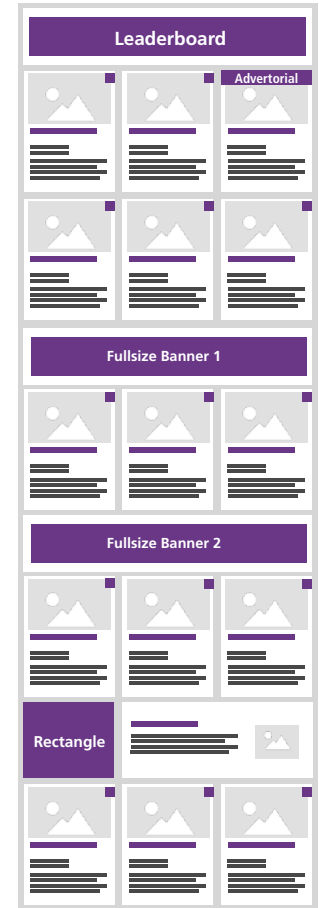 Leaderboard
Advertorial
Fullsize Banner 1
Fullsize Banner 2
Rectangle